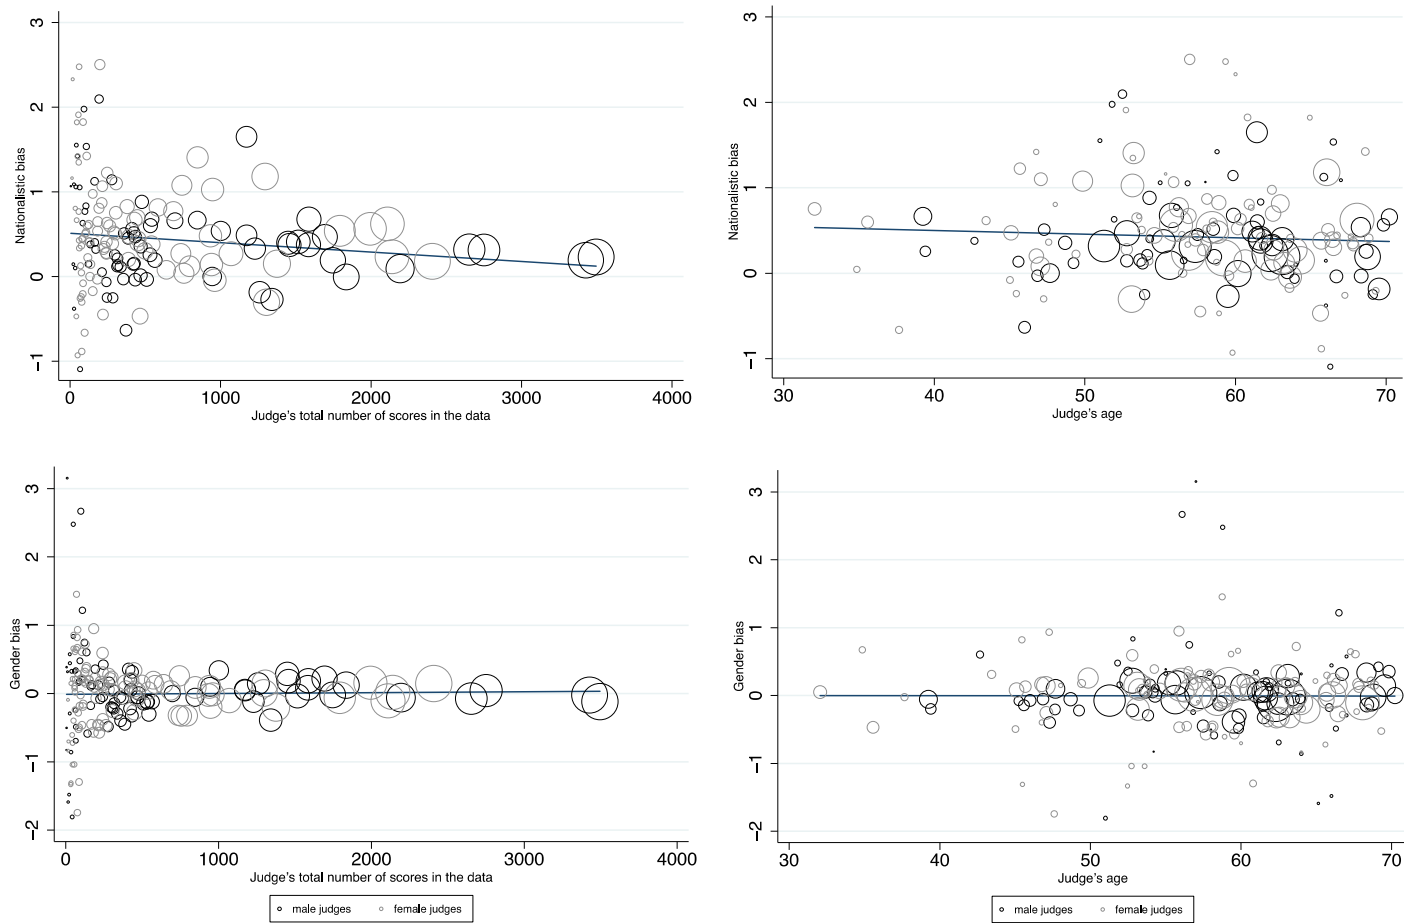 3
2
1
0
−1
Nationalistic bias
0 1000 2000 3000 4000
Judge's total number of scores in the data
3
2
1
0
−1
Nationalistic bias
30 40 50 60 70
Judge's age
3
2
1
0
−1
−2
Gender bias
0 1000 2000 3000 4000
Judge's total number of scores in the data
male judges female judges
3
2
1
0
−1
−2
Gender bias
30 40 50 60 70
Judge's age
male judges female judges